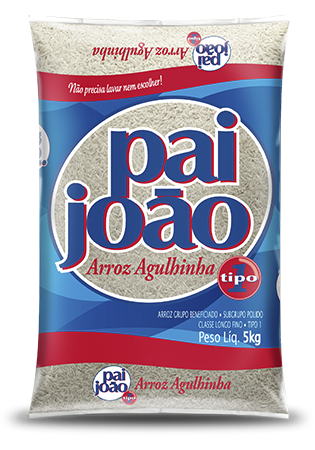 pai
joão
Arroz Agulhinha
Não precisa lavar nem escolher!
pai
joão
Arroz Agulhinha
tipo
1
ARROZ GRUPO BENEFICIADO • SUBGRUPO POLIDO
CLASSE LONGO FINO • TIPO 1
Peso Líq. 5kg
pai
joão
tipo
Arroz Agulhinha